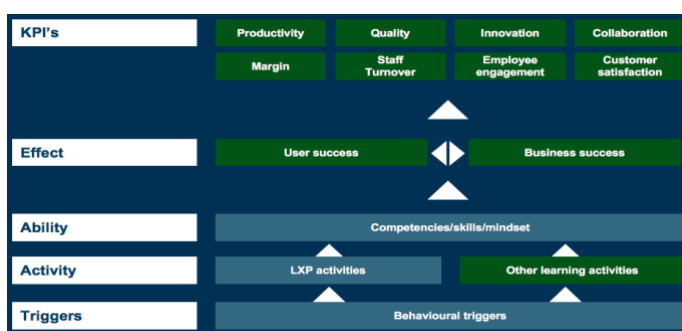 KPI's
Productivity
Quality
Innovation
Collaboration
Margin
Staff
Turnover
Employee
engagement
Customer
satisfaction
Effect
User success
Business success
Ability
Competencies/skills/mindset
Activity
LXP activities
Other learning activities
Triggers
Behavioural triggers